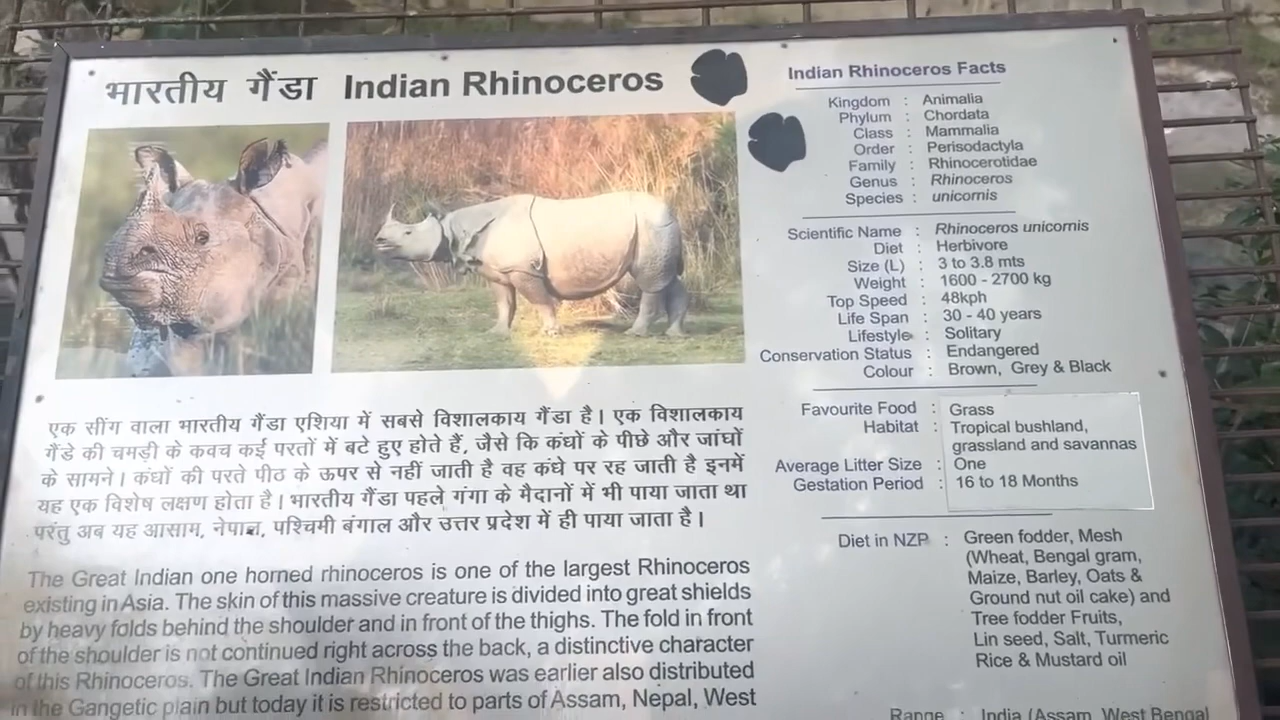 भारतीय गैंडा Indian Rhinoceros
एक सींग वाला भारतीय गैंडा एशिया में सबसे विशालकाय गैंडा है। एक विशालकाय
गैंडे की चमड़ी के कवच कई परतों में बटे हुए होते हैं, जैसे कि कंधों के पीछे और जांघों
के सामने। कंधों की परते पीठ के ऊपर से नहीं जाती है वह कंधे पर रह जाती है इनमें
यह एक विशेष लक्षण होता है। भारतीय गैंडा पहले गंगा के मैदानों में भी पाया जाता था
परंतु अब यह आसाम, नेपाल, पश्चिमी बंगाल और उत्तर प्रदेश में ही पाया जाता है।
The Great Indian one horned rhinoceros is one of the largest Rhinoceros
existing in Asia. The skin of this massive creature is divided into great shields
by heavy folds behind the shoulder and in front of the thighs. The fold in front
of the shoulder is not continued right across the back, a distinctive character
of this Rhinoceros. The Great Indian Rhinoceros was earlier also distributed
in the Gangetic plain but today it is restricted to parts of Assam, Nepal, West
Indian Rhinoceros Facts
Kingdom : Animalia
Phylum : Chordata
Class : Mammalia
Order : Perisodactyla
Family : Rhinocerotidae
Genus : Rhinoceros
Species : unicornis
Scientific Name : Rhinoceros unicornis
Diet : Herbivore
Size (L) : 3 to 3.8 mts
Weight : 1600 - 2700 kg
Top Speed : 48kph
Life Span : 30 - 40 years
Lifestyle : Solitary
Conservation Status : Endangered
Colour : Brown, Grey & Black
Favourite Food : Grass
Habitat : Tropical bushland,
grassland and savannas
Average Litter Size : One
Gestation Period : 16 to 18 Months
Diet in NZP : Green fodder, Mesh
(Wheat, Bengal gram,
Maize, Barley, Oats &
Ground nut oil cake) and
Tree fodder Fruits,
Lin seed, Salt, Turmeric
Rice & Mustard oil
Range : India (Assam, West Bengal